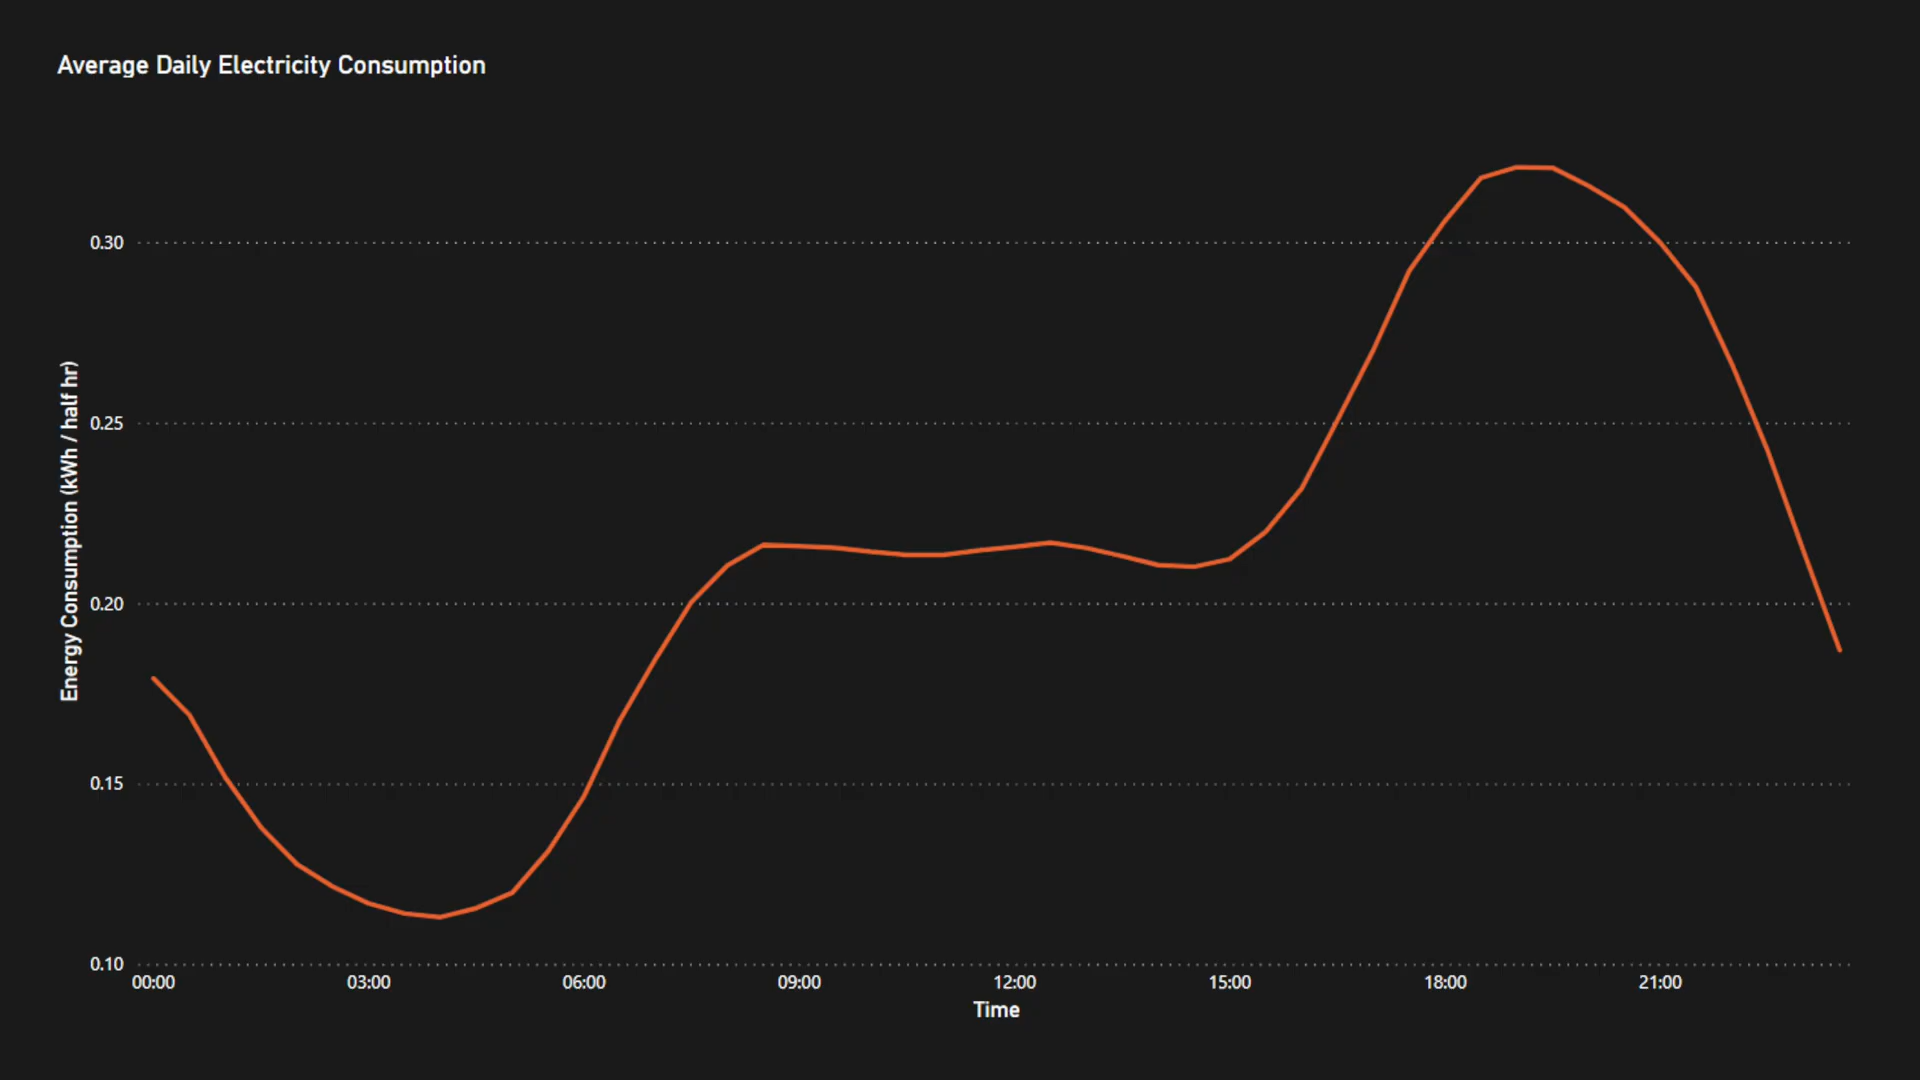 Average Daily Electricity Consumption
Energy Consumption (kWh / half hr)
0.30
0.25
0.20
0.15
0.10
00:00 03:00 06:00 09:00 12:00 15:00 18:00 21:00
Time